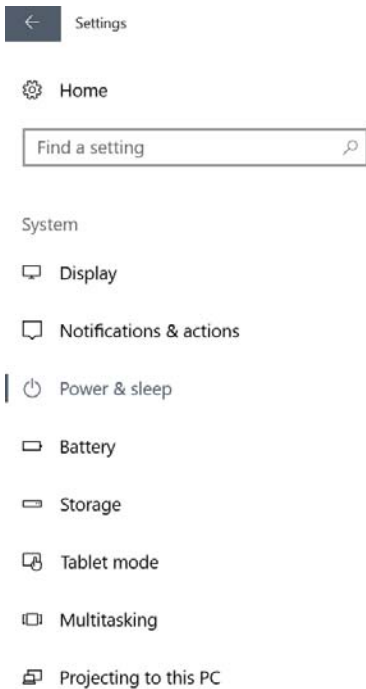 Settings
Home
Find a setting
System
Display
Notifications & actions
Power & sleep
Battery
Storage
Tablet mode
Multitasking
Projecting to this PC